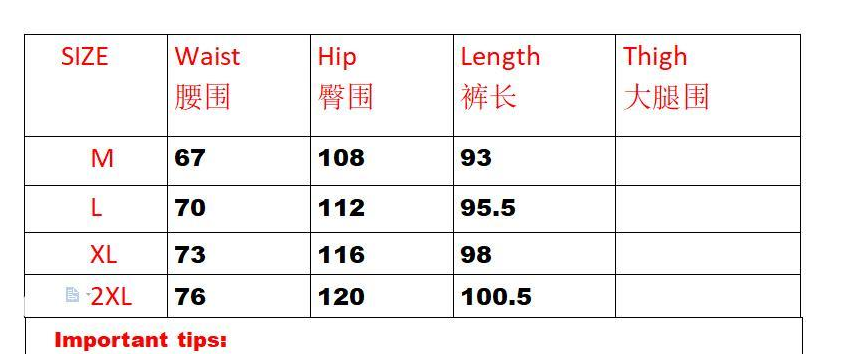 SIZE Waist Hip Length Thigh
腰围 臀围 裤长 大腿围
M 67 108 93
L 70 112 95.5
XL 73 116 98
2XL 76 120 100.5
Important tips: